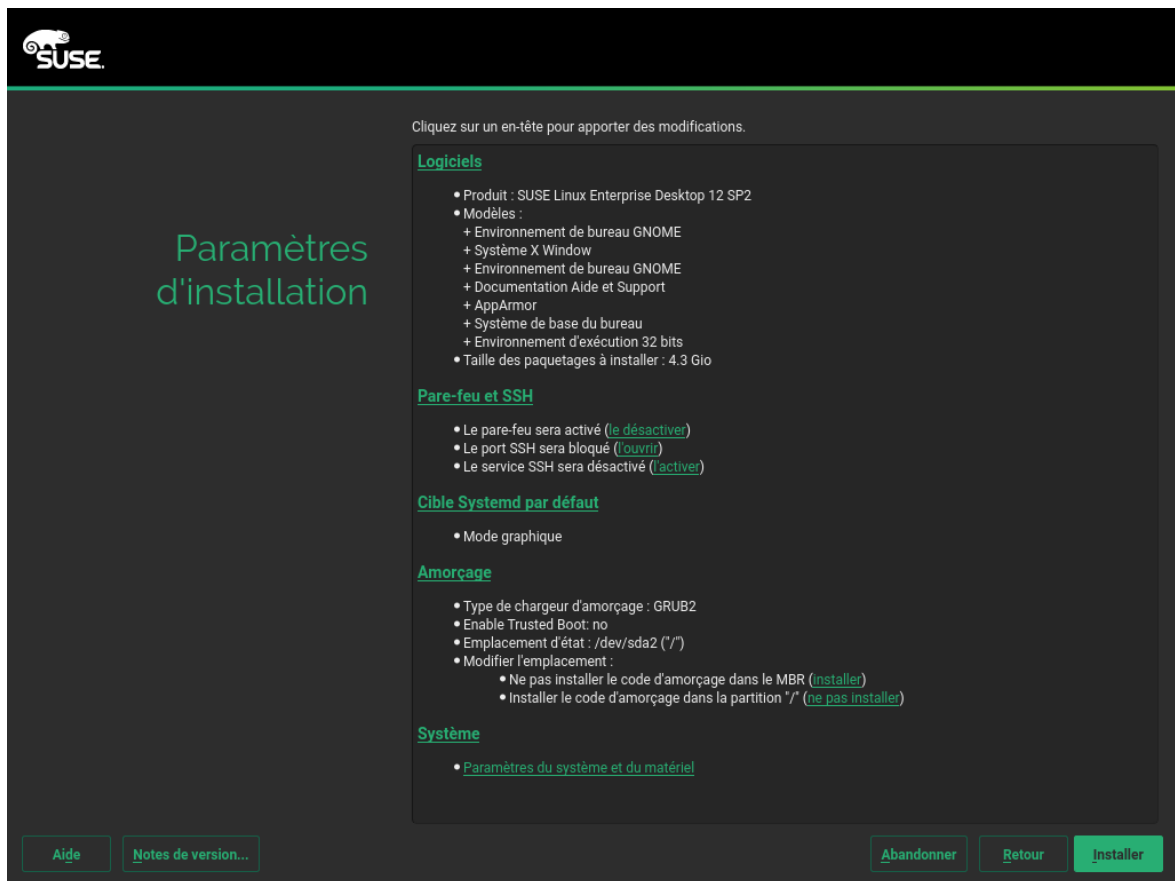 SUSE.
Cliquez sur un en-tête pour apporter des modifications.
Paramètres
d'installation
Logiciels
• Produit : SUSE Linux Enterprise Desktop 12 SP2
• Modèles :
+ Environnement de bureau GNOME
+ Système X Window
+ Environnement de bureau GNOME
+ Documentation Aide et Support
+ AppArmor
+ Système de base du bureau
+ Environnement d'exécution 32 bits
• Taille des paquetages à installer : 4.3 Gio
Pare-feu et SSH
• Le pare-feu sera activé (le désactiver)
• Le port SSH sera bloqué (l'ouvrir)
• Le service SSH sera désactivé (l'activer)
Cible Systemd par défaut
• Mode graphique
Amorçage
• Type de chargeur d'amorçage : GRUB2
• Enable Trusted Boot: no
• Emplacement d'état : /dev/sda2 ("/")
• Modifier l'emplacement :
• Ne pas installer le code d'amorçage dans le MBR (installer)
• Installer le code d'amorçage dans la partition "/" (ne pas installer)
Système
• Paramètres du système et du matériel
Aide
Notes de version...
Abandonner
Retour
Installer